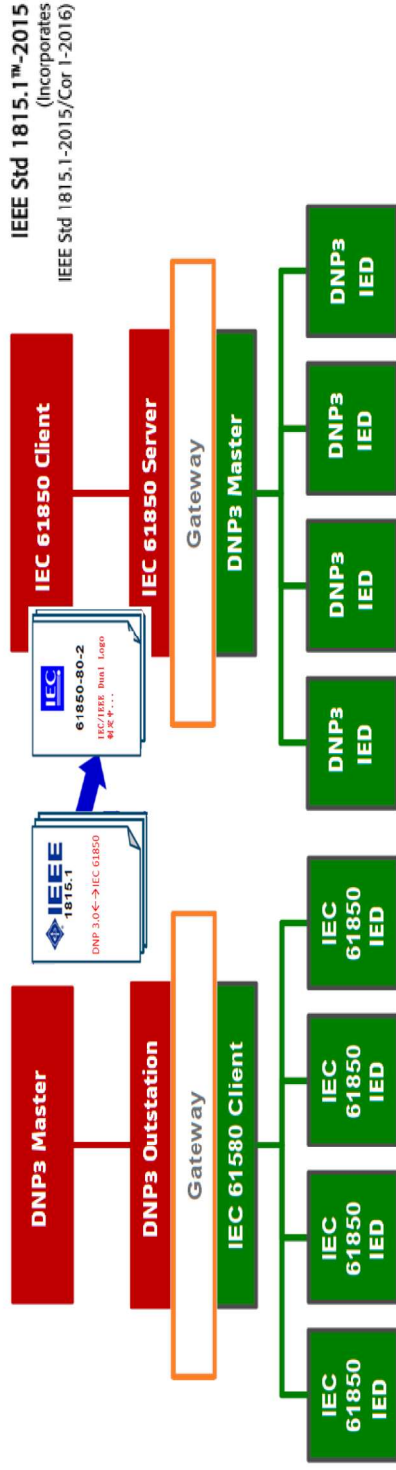 IEEE Std 1815.1™-2015
(Incorporates
IEEE Std 1815.1-2015/Cor 1-2016)
DNP3 Master
IEEE
1815.1
DNP 3.0←→IEC 61850
IEC
61850-80-2
IEC/IEEE Dual Logo
制定中...
IEC 61850 Client
DNP3 Outstation
Gateway
IEC 61580 Client
IEC 61850 Server
Gateway
DNP3 Master
IEC
61850
IED
IEC
61850
IED
IEC
61850
IED
IEC
61850
IED
DNP3
IED
DNP3
IED
DNP3
IED
DNP3
IED